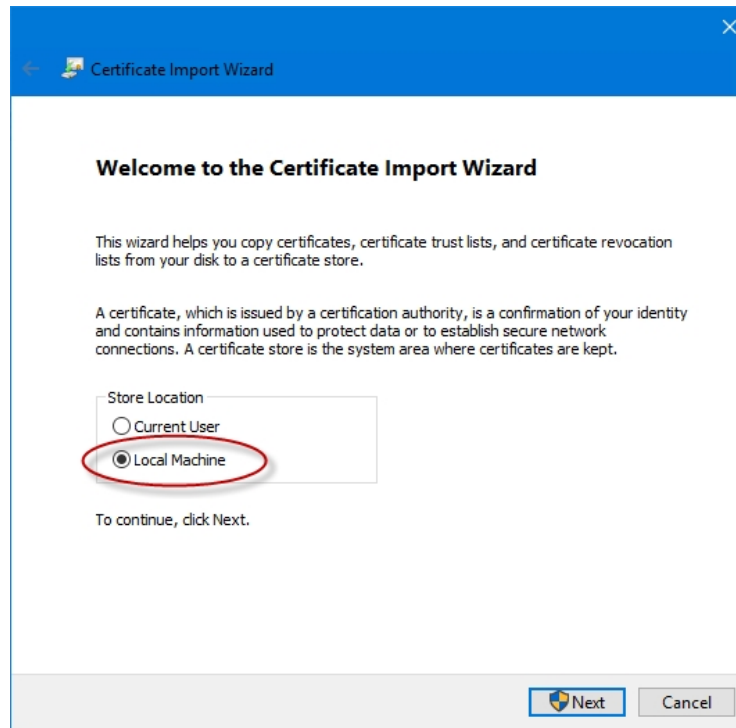 Certificate Import Wizard
Welcome to the Certificate Import Wizard
This wizard helps you copy certificates, certificate trust lists, and certificate revocation
lists from your disk to a certificate store.
A certificate, which is issued by a certification authority, is a confirmation of your identity
and contains information used to protect data or to establish secure network
connections. A certificate store is the system area where certificates are kept.
Store Location
Current User
Local Machine
To continue, click Next.
Next
Cancel